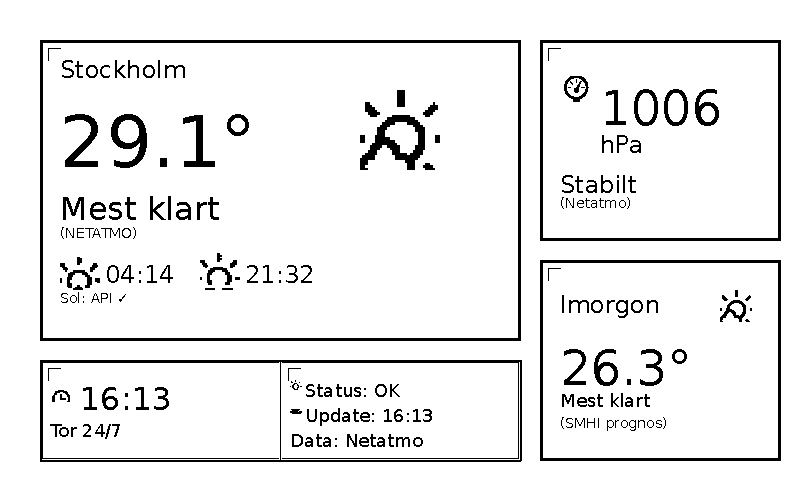 Stockholm
29.1°
Mest klart
(NETATMO)
04:14 21:32
Sol: API ✓
1006
hPa
Stabilt
(Netatmo)
Imorgon
26.3°
Mest klart
(SMHI prognos)
16:13
Tor 24/7
Status: OK
Update: 16:13
Data: Netatmo